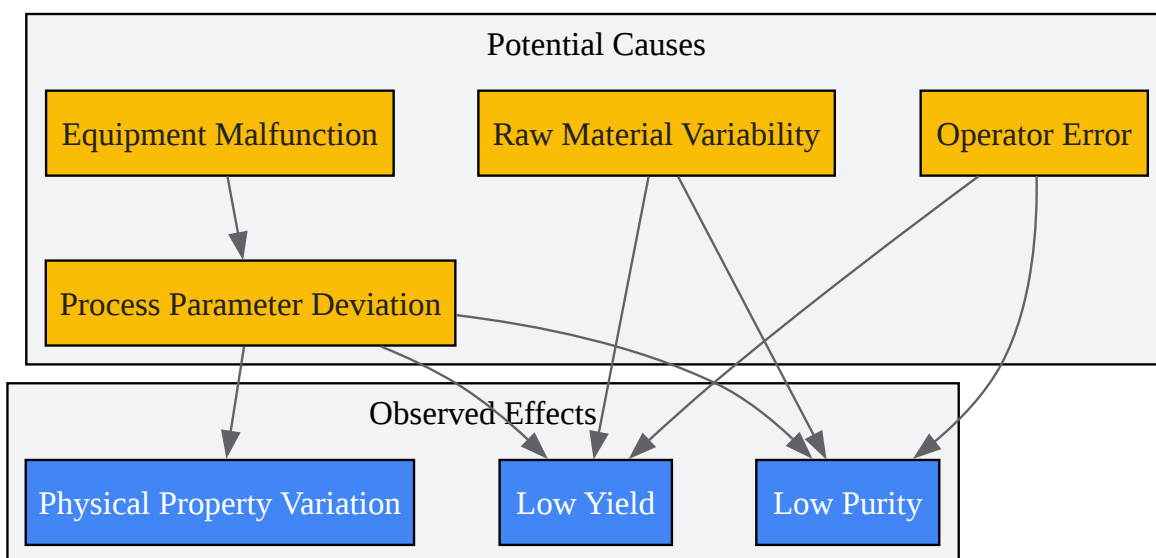 Potential Causes
Equipment Malfunction
Raw Material Variability
Operator Error
Process Parameter Deviation
Observed Effects
Physical Property Variation
Low Yield
Low Purity